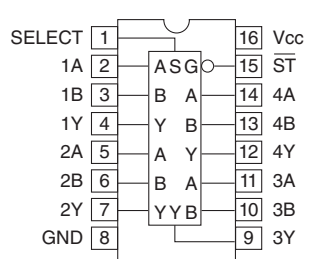 SELECT 1 16 Vcc
1A 2 A S G 15 ST
1B 3 B A 14 4A
1Y 4 Y B 13 4B
2A 5 A Y 12 4Y
2B 6 B A 11 3A
2Y 7 Y Y B 10 3B
GND 8 9 3Y